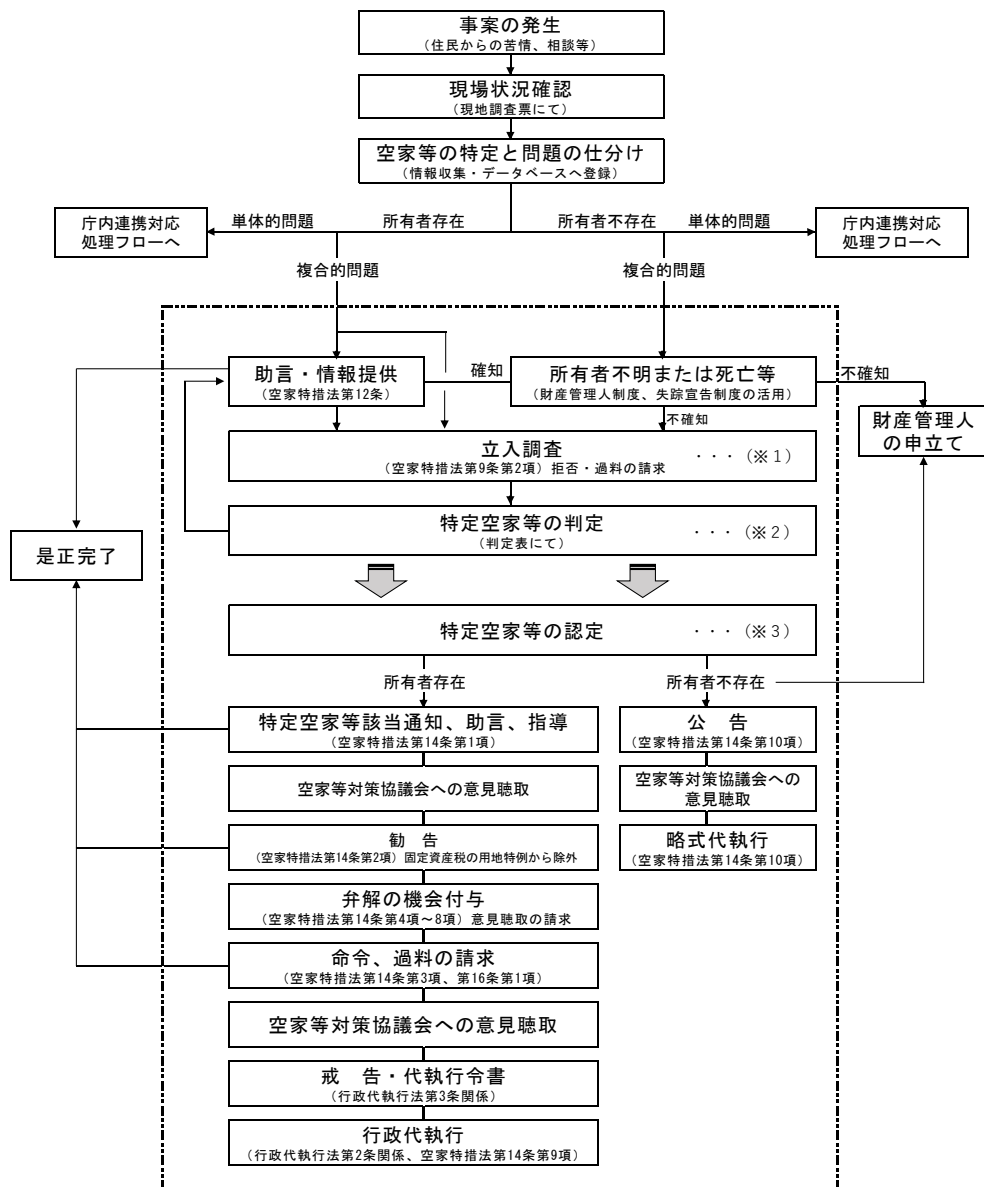 事案の発生
（住民からの苦情、相談等）
現場状況確認
（現地調査票にて）
空家等の特定と問題の仕分け
（情報収集・データベースへ登録）
庁内連携対応
処理フローへ
単体的問題
所有者存在
所有者不存在
単体的問題
庁内連携対応
処理フローへ
複合的問題
複合的問題
助言・情報提供
（空家特措法第12条）
確知
所有者不明または死亡等
（財産管理人制度、失踪宣告制度の活用）
不確知
不確知
財産管理人
の申立て
立入調査
（空家特措法第9条第2項）拒否・過料の請求
・・・（※１）
特定空家等の判定
（判定表にて）
・・・（※２）
是正完了
特定空家等の認定
・・・（※３）
所有者存在
所有者不存在
特定空家等該当通知、助言、指導
（空家特措法第14条第1項）
公　告
（空家特措法第14条第10項）
空家等対策協議会への意見聴取
空家等対策協議会への
意見聴取
勧　告
（空家特措法第14条第2項）固定資産税の用地特例から除外
略式代執行
（空家特措法第14条第10項）
弁解の機会付与
（空家特措法第14条第4項～8項）意見聴取の請求
命令、過料の請求
（空家特措法第14条第3項、第16条第1項）
空家等対策協議会への意見聴取
戒　告・代執行令書
（行政代執行法第3条関係）
行政代執行
（行政代執行法第2条関係、空家特措法第14条第9項）